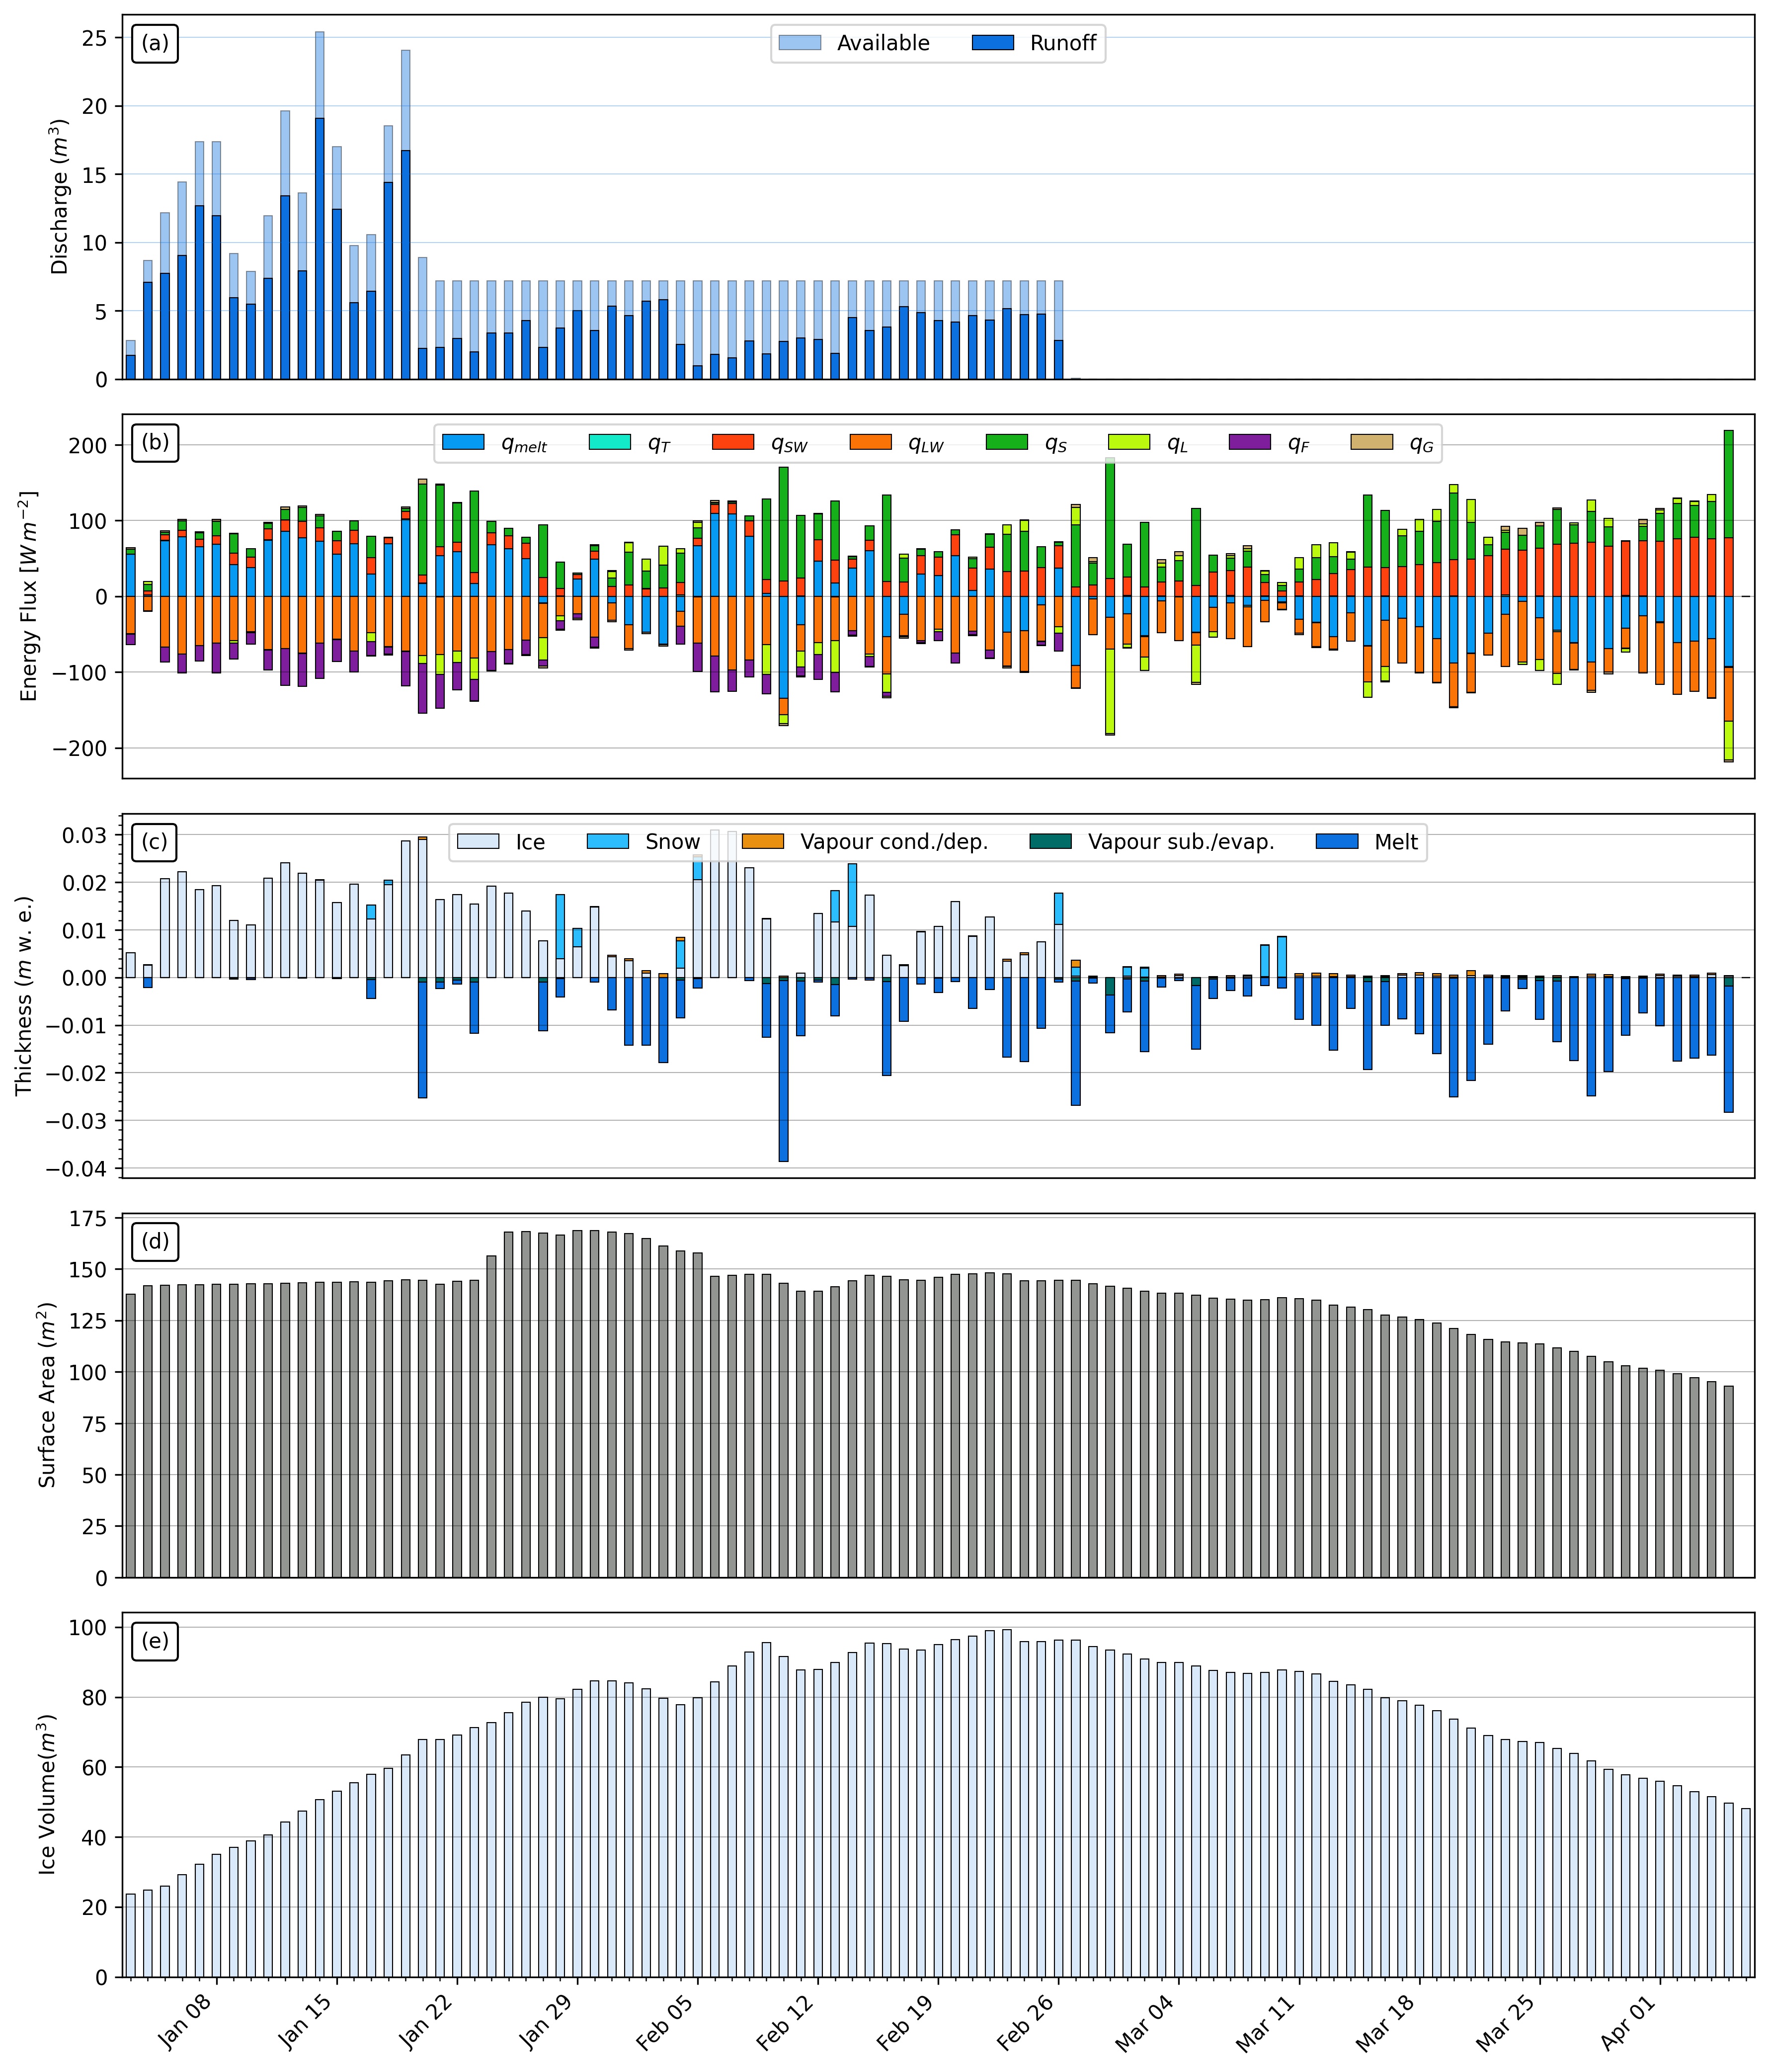 (a)
Available Runoff
25
20
15
10
5
0
Discharge (m³)
(b)
q_melt q_T q_SW q_LW q_S q_L q_F q_G
200
100
0
−100
−200
Energy Flux [W m⁻²]
(c)
Ice Snow Vapour cond./dep. Vapour sub./evap. Melt
0.03
0.02
0.01
0.00
−0.01
−0.02
−0.03
−0.04
Thickness (m w. e.)
(d)
175
150
125
100
75
50
25
0
Surface Area (m²)
(e)
100
80
60
40
20
0
Ice Volume(m³)
Jan 08 Jan 15 Jan 22 Jan 29 Feb 05 Feb 12 Feb 19 Feb 26 Mar 04 Mar 11 Mar 18 Mar 25 Apr 01